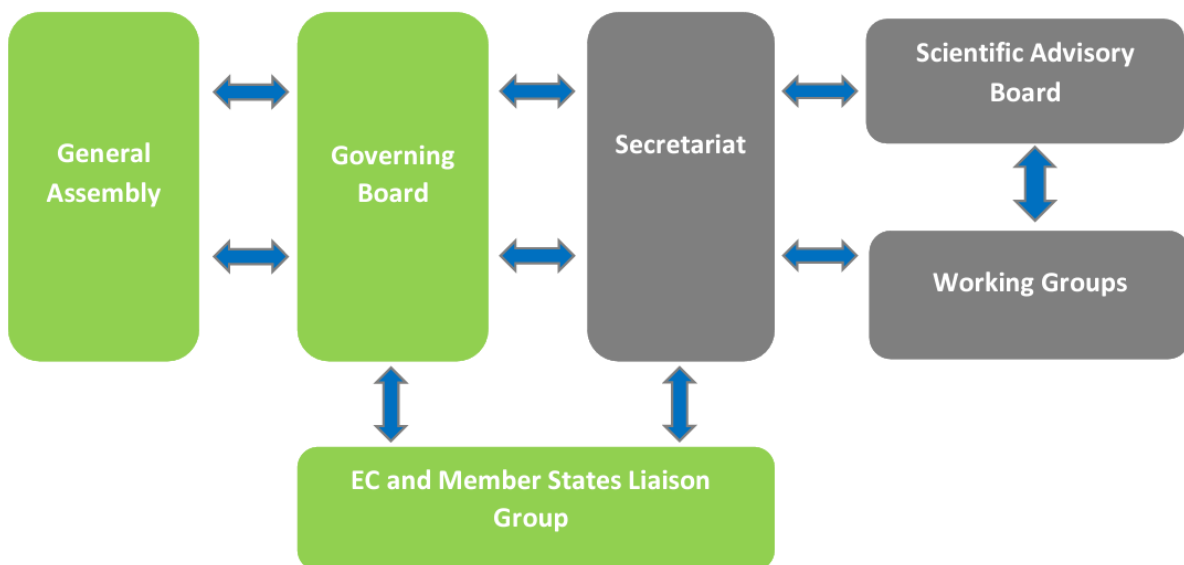 General
Assembly
Governing
Board
Secretariat
Scientific Advisory
Board
Working Groups
EC and Member States Liaison
Group